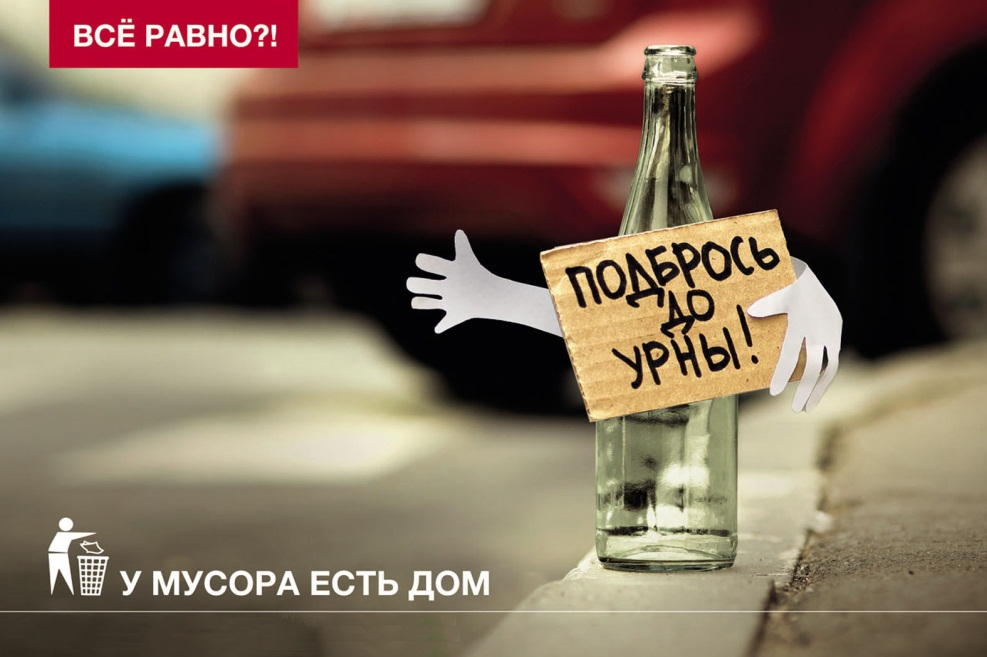 ВСЁ РАВНО?!
ПОДБРОСЬ
ДО
УРНЫ!
У МУСОРА ЕСТЬ ДОМ